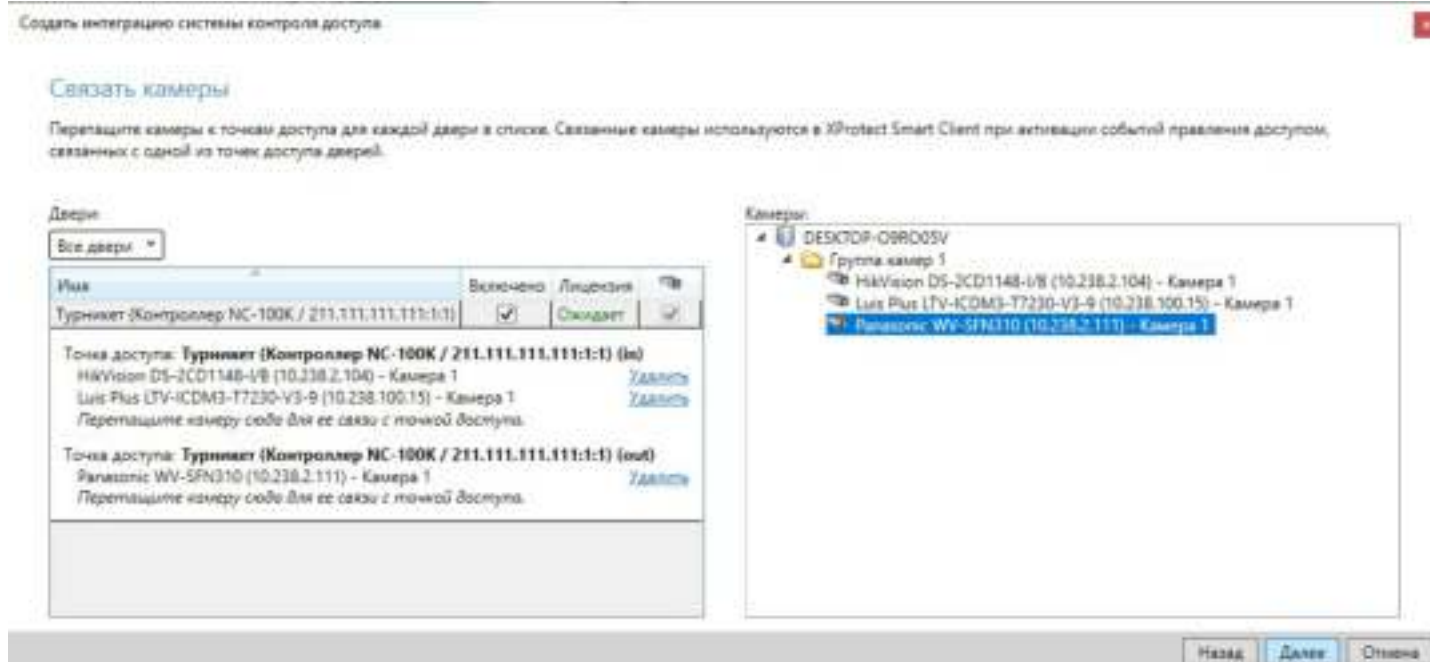 Создать интеграцию системы контроля доступа
Связать камеры
Перетащите камеры к точкам доступа для каждой двери в списке. Связанные камеры используются в XProtect Smart Client при активации событий правления доступом,
связанных с одной из точек доступа дверей.
Двери:
Все двери
Имя Включено Лицензия
Турникет (Контроллер NC-100K / 211.111.111.111:1:1) Ожидает
Точка доступа: Турникет (Контроллер NC-100K / 211.111.111.111:1:1) (in)
HikVision DS-2CD1148-I/B (10.238.2.104) - Камера 1 Удалить
Luis Plus LTV-ICDM3-T7230-V3-9 (10.238.100.15) - Камера 1 Удалить
Перетащите камеру сюда для ее связи с точкой доступа.
Точка доступа: Турникет (Контроллер NC-100K / 211.111.111.111:1:1) (out)
Panasonic WV-SFN310 (10.238.2.111) - Камера 1 Удалить
Перетащите камеру сюда для ее связи с точкой доступа.
Камеры:
DESKTOP-O9RO05V
Группа камер 1
HikVision DS-2CD1148-I/B (10.238.2.104) - Камера 1
Luis Plus LTV-ICDM3-T7230-V3-9 (10.238.100.15) - Камера 1
Panasonic WV-SFN310 (10.238.2.111) - Камера 1
Назад Далее Отмена